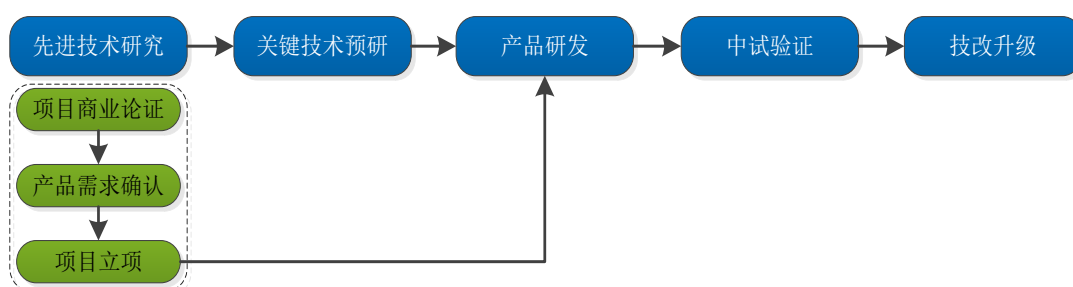 先进技术研究
关键技术预研
产品研发
中试验证
技改升级
项目商业论证
产品需求确认
项目立项